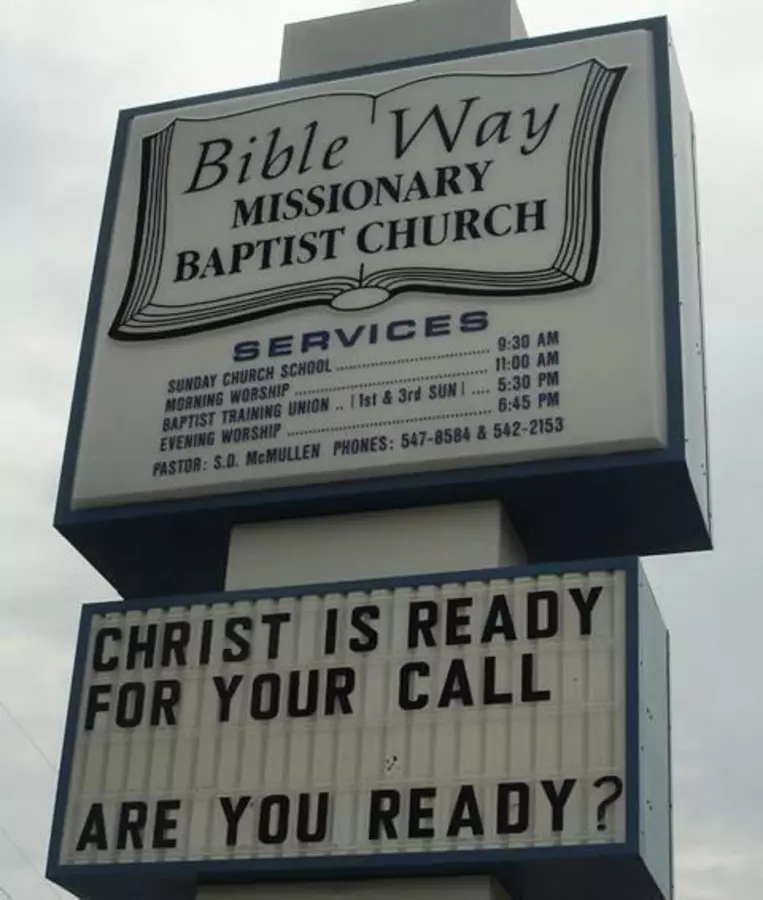 Bible Way
MISSIONARY
BAPTIST CHURCH
SERVICES
SUNDAY CHURCH SCHOOL ........................ 9:30 AM
MORNING WORSHIP ........................ 11:00 AM
BAPTIST TRAINING UNION .. | 1st & 3rd SUN | .... 5:30 PM
EVENING WORSHIP ........................ 6:45 PM
PASTOR: S.D. McMULLEN PHONES: 547-8584 & 542-2153
CHRIST IS READY
FOR YOUR CALL
ARE YOU READY?